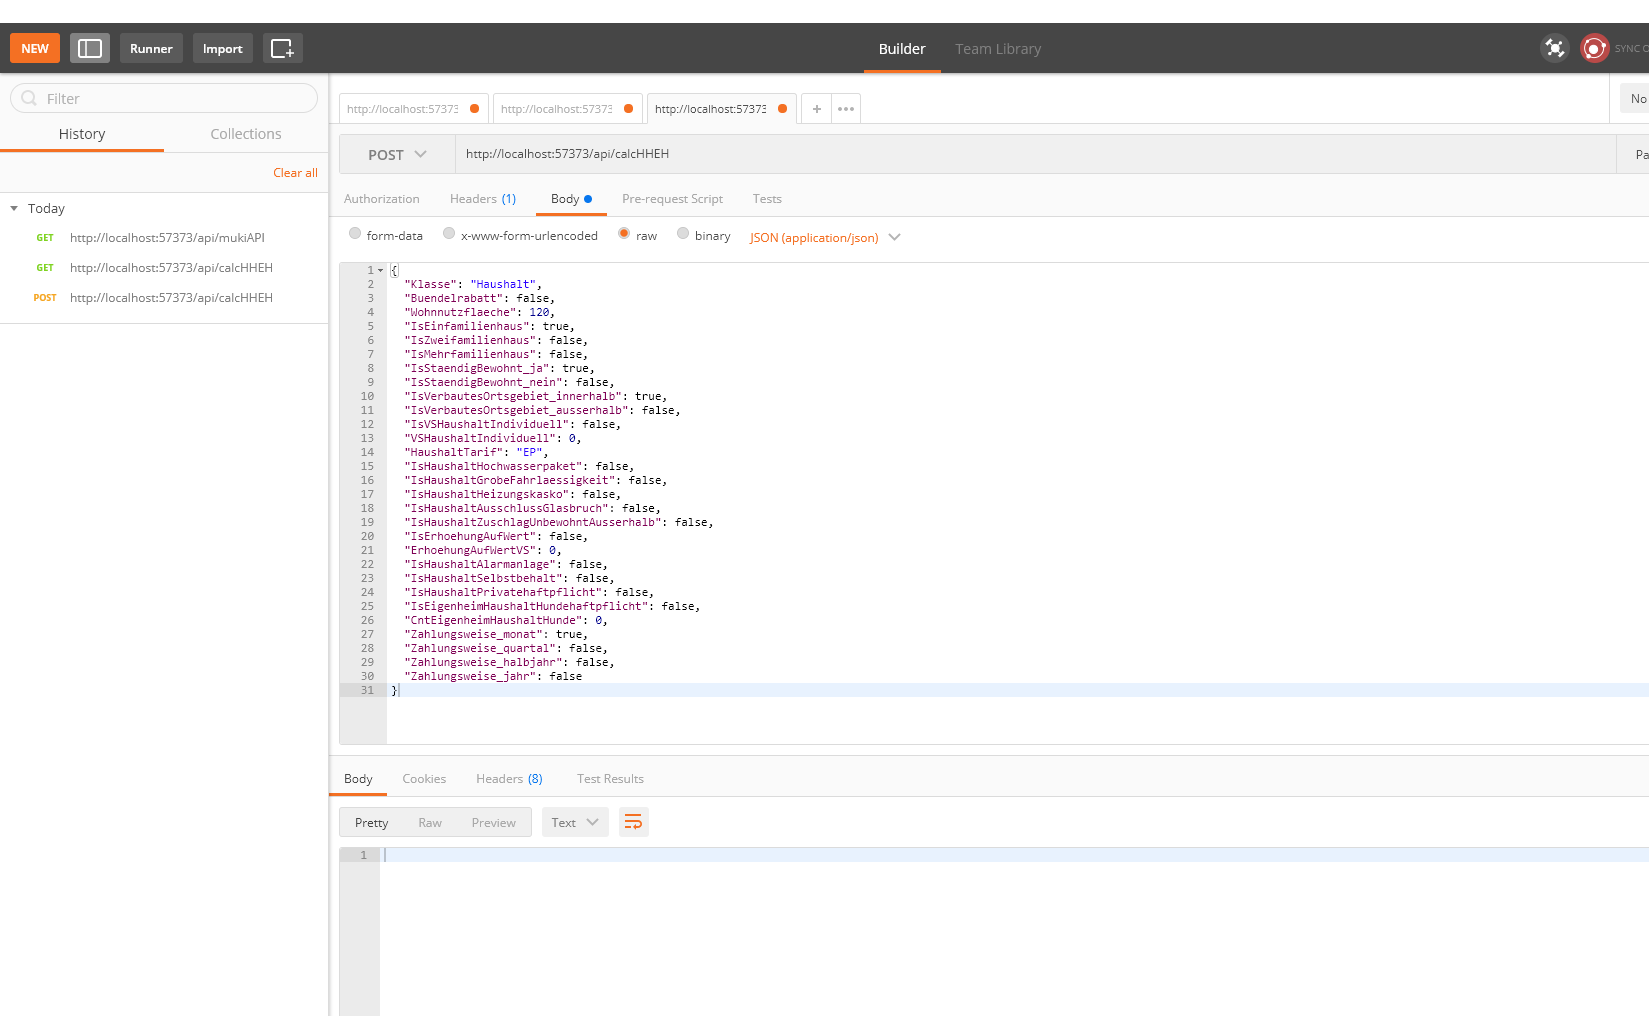 NEW Runner Import Builder Team Library SYNC
Filter
History Collections
Clear all
Today
GET http://localhost:57373/api/mukiAPI
GET http://localhost:57373/api/calcHHEH
POST http://localhost:57373/api/calcHHEH
http://localhost:57373 http://localhost:57373 http://localhost:57373 + ••• No
POST http://localhost:57373/api/calcHHEH Pa
Authorization Headers (1) Body Pre-request Script Tests
form-data x-www-form-urlencoded raw binary JSON (application/json)
1 {
2 "Klasse": "Haushalt",
3 "Buendelrabatt": false,
4 "Wohnnutzflaeche": 120,
5 "IsEinfamilienhaus": true,
6 "IsZweifamilienhaus": false,
7 "IsMehrfamilienhaus": false,
8 "IsStaendigBewohnt_ja": true,
9 "IsStaendigBewohnt_nein": false,
10 "IsVerbautesOrtsgebiet_innerhalb": true,
11 "IsVerbautesOrtsgebiet_ausserhalb": false,
12 "IsVSHaushaltIndividuell": false,
13 "VSHaushaltIndividuell": 0,
14 "HaushaltTarif": "EP",
15 "IsHaushaltHochwasserpaket": false,
16 "IsHaushaltGrobeFahrlaessigkeit": false,
17 "IsHaushaltHeizungskasko": false,
18 "IsHaushaltAusschlussGlasbruch": false,
19 "IsHaushaltZuschlagUnbewohntAusserhalb": false,
20 "IsErhoehungAufWert": false,
21 "ErhoehungAufWertVS": 0,
22 "IsHaushaltAlarmanlage": false,
23 "IsHaushaltSelbstbehalt": false,
24 "IsHaushaltPrivatehaftpflicht": false,
25 "IsEigenheimHaushaltHundehaftpflicht": false,
26 "CntEigenheimHaushaltHunde": 0,
27 "Zahlungsweise_monat": true,
28 "Zahlungsweise_quartal": false,
29 "Zahlungsweise_halbjahr": false,
30 "Zahlungsweise_jahr": false
31 }
Body Cookies Headers (8) Test Results
Pretty Raw Preview Text
1